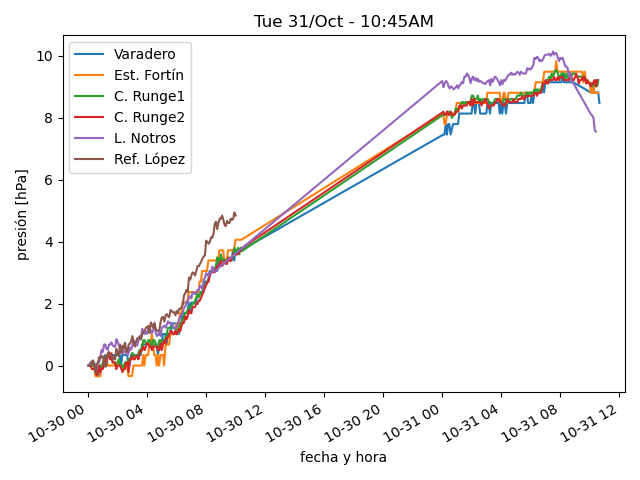 Tue 31/Oct - 10:45AM
Varadero
Est. Fortín
C. Runge1
C. Runge2
L. Notros
Ref. López
presión [hPa]
10
8
6
4
2
0
10-30 00
10-30 04
10-30 08
10-30 12
10-30 16
10-30 20
10-31 00
10-31 04
10-31 08
10-31 12
fecha y hora